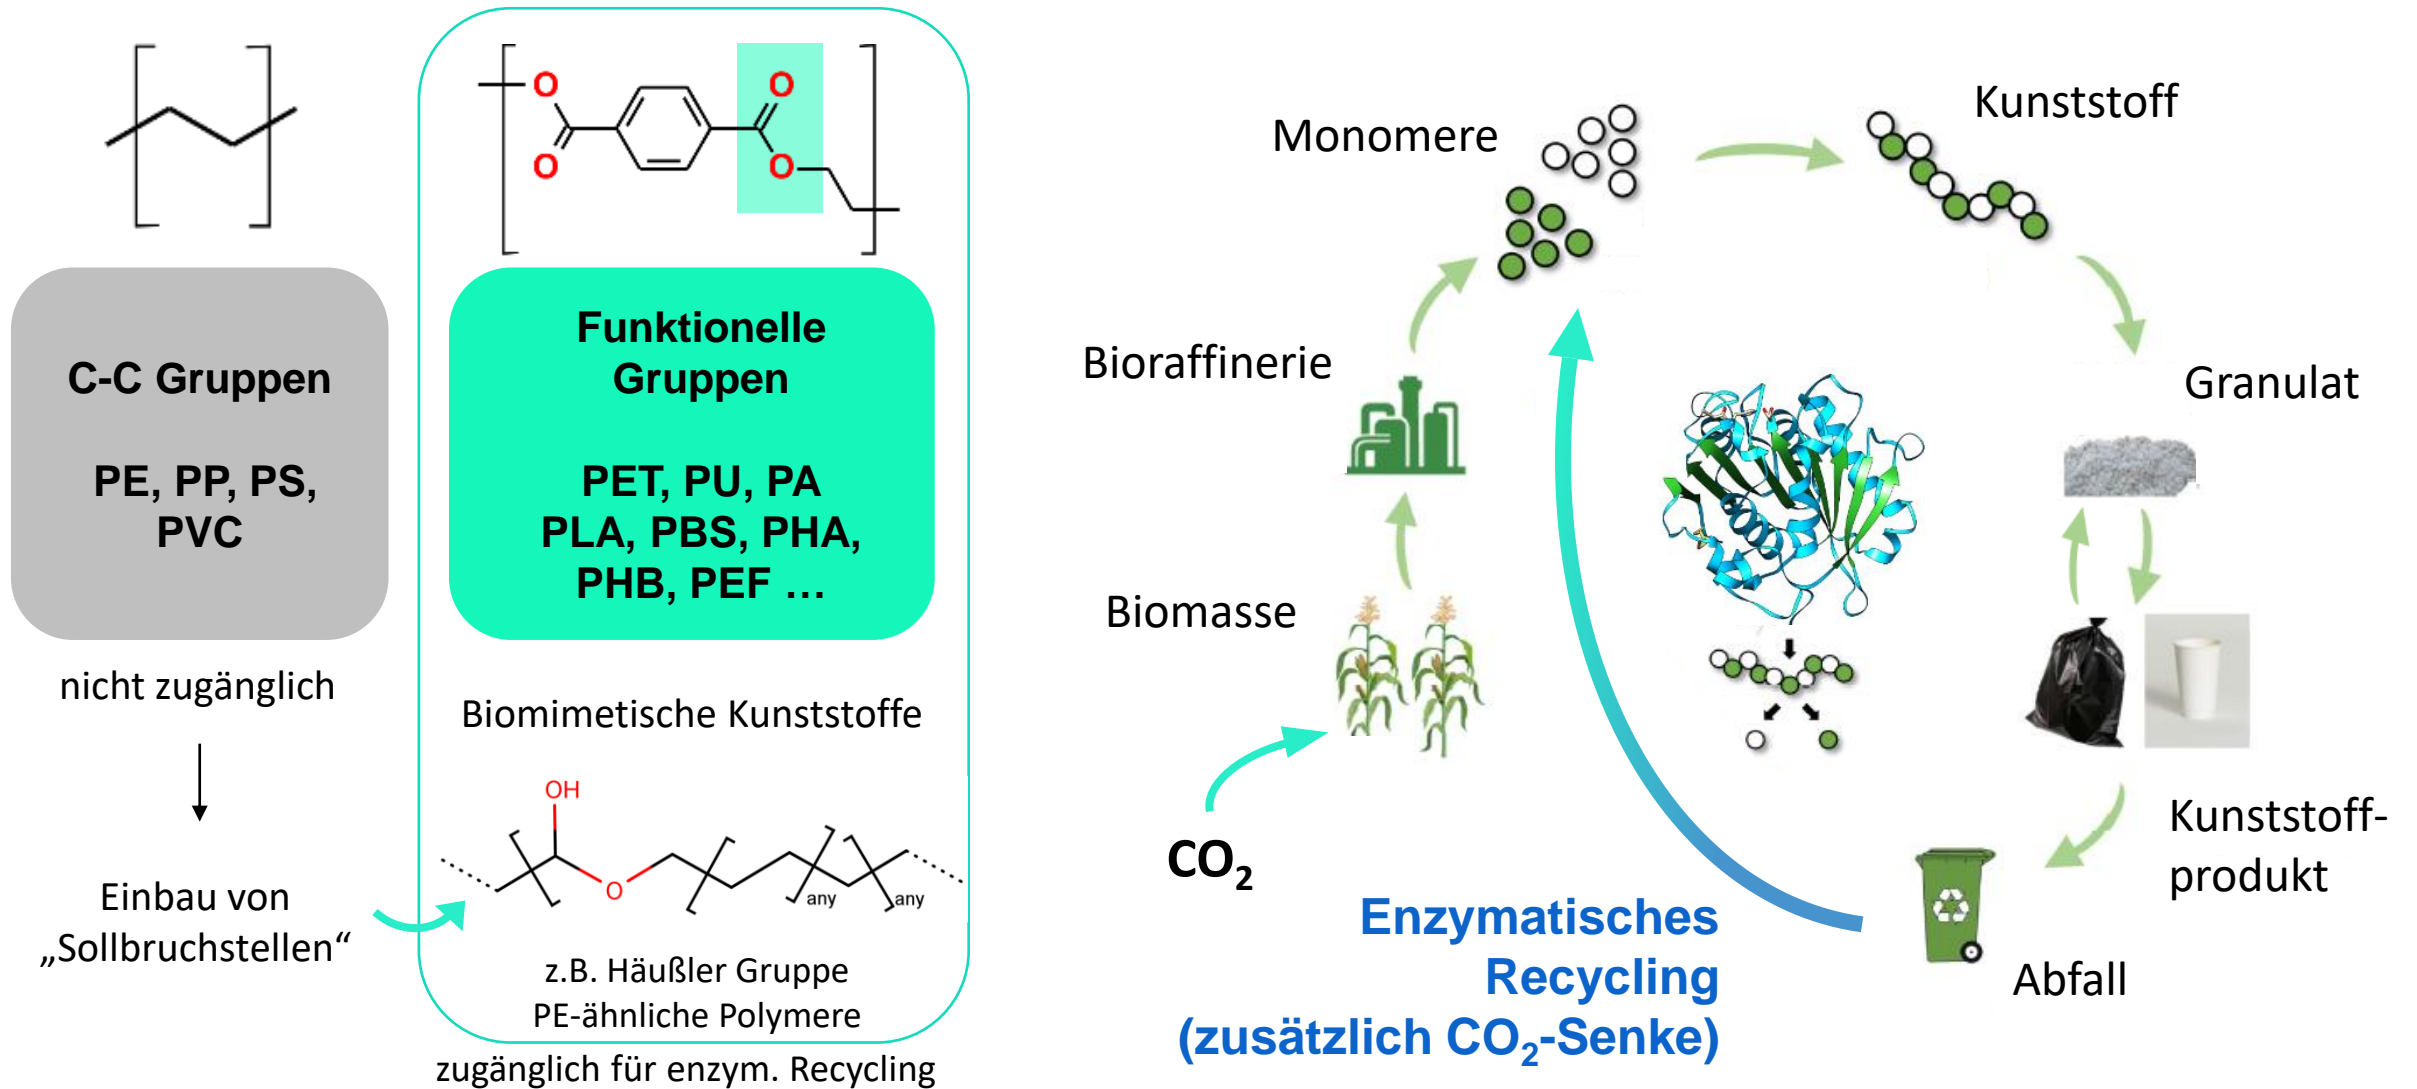 O
O
O
O
C-C Gruppen
PE, PP, PS,
PVC
nicht zugänglich
Einbau von
„Sollbruchstellen“
Funktionelle
Gruppen
PET, PU, PA
PLA, PBS, PHA,
PHB, PEF ...
Biomimetische Kunststoffe
OH
O
any
any
z.B. Häußler Gruppe
PE-ähnliche Polymere
zugänglich für enzym. Recycling
Monomere
Kunststoff
Bioraffinerie
Granulat
Biomasse
CO₂
Kunststoff-
produkt
Abfall
Enzymatisches
Recycling
(zusätzlich CO₂-Senke)